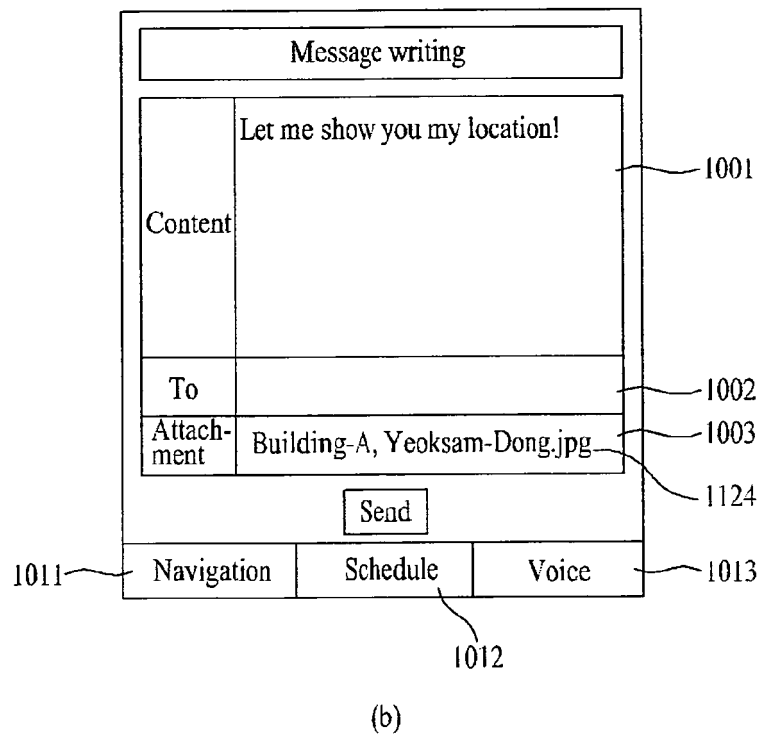 Message writing
Let me show you my location!
1001
Content
To
1002
Attach-
ment
Building-A, Yeoksam-Dong.jpg
1003
1124
Send
1011
Navigation
Schedule
Voice
1013
1012
(b)